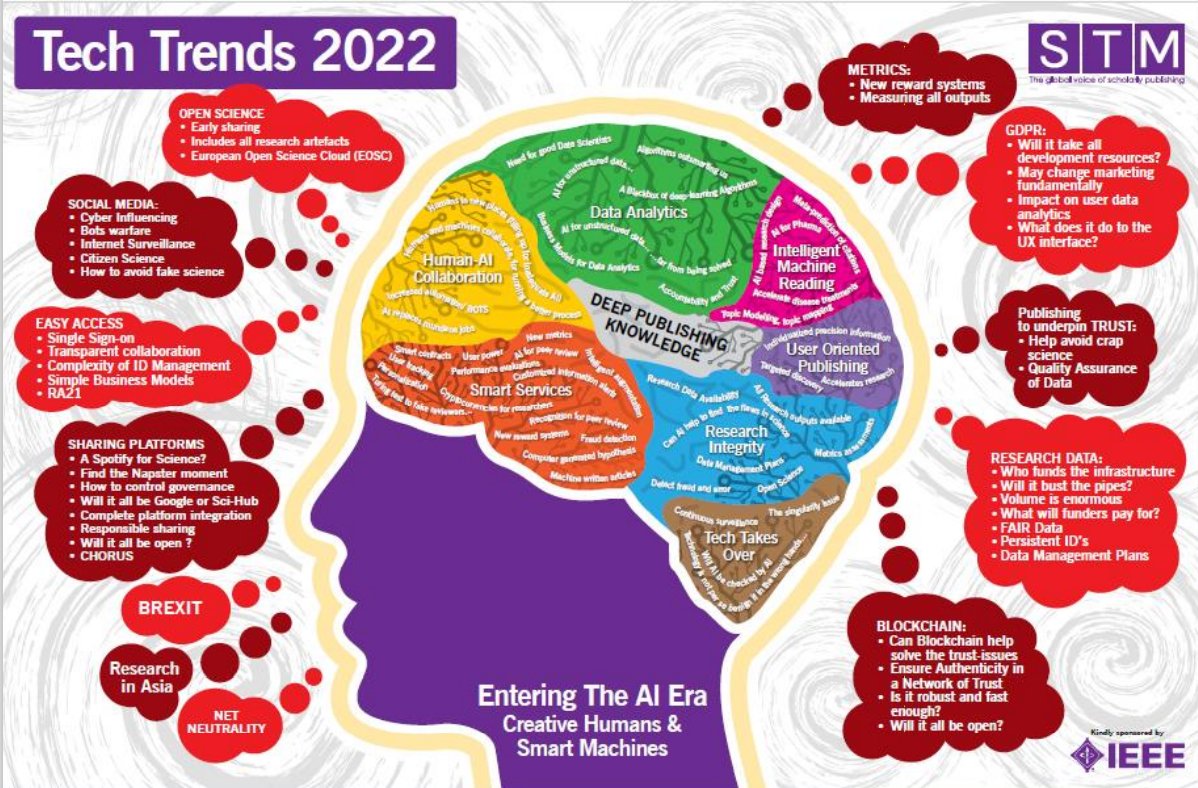 Tech Trends 2022
STM
The global voice of scholarly publishing
OPEN SCIENCE
• Early sharing
• Includes all research artefacts
• European Open Science Cloud (EOSC)
SOCIAL MEDIA:
• Cyber Influencing
• Bots warfare
• Internet Surveillance
• Citizen Science
• How to avoid fake science
EASY ACCESS
• Single Sign-on
• Transparent collaboration
• Complexity of ID Management
• Simple Business Models
• RA21
SHARING PLATFORMS
• A Spotify for Science?
• Find the Napster moment
• How to control governance
• Will it all be Google or Sci-Hub
• Complete platform integration
• Responsible sharing
• Will it all be open ?
• CHORUS
BREXIT
Research
in Asia
NET
NEUTRALITY
Need for good Data Scientists
Algorithms outsmarting us
AI for unstructured data...
A Blackbox of deep-learning Algorithms
Data Analytics
AI for unstructured data.... far from being solved
Business Models for Data Analytics
Accountability and Trust
Humans to new places (filling up for inadequate AI)
Humans and machines collaborate, for running a better process
Human-AI
Collaboration
Increased automation/ BOTS
AI replaces mundane jobs
Meta-prediction of citations
AI based research design
AI for Pharma
Intelligent
Machine
Reading
Accelerate disease treatments
Topic Modelling, topic mapping
DEEP PUBLISHING
KNOWLEDGE
Individualized precision information
User Oriented
Publishing
Targeted discovery
Accelerates research
New metrics
Smart contracts
User power
AI for peer review
Intelligent augmentation
User tracking
Performance evaluations
Customized information alerts
Personalization
Smart Services
Turing test to fake reviewers...
Cryptocurrencies for researchers
Recognition for peer review
New reward systems
Fraud detection
Computer generated hypothesis
Machine written articles
Research Data Availability
All Research outputs available
Can AI help to find the flaws in science
Research
Integrity
Metrics as assessments
Data Management Plans
Detect fraud and error
Open Science
Continuous surveillance
The singularity issue
Tech Takes
Over
Will AI be checked by AI
Technology is not per se benign if in the wrong hands...
Entering The AI Era
Creative Humans &
Smart Machines
METRICS:
• New reward systems
• Measuring all outputs
GDPR:
• Will it take all
development resources?
• May change marketing
fundamentally
• Impact on user data
analytics
• What does it do to the
UX interface?
Publishing
to underpin TRUST:
• Help avoid crap
science
• Quality Assurance
of Data
RESEARCH DATA:
• Who funds the infrastructure
• Will it bust the pipes?
• Volume is enormous
• What will funders pay for?
• FAIR Data
• Persistent ID's
• Data Management Plans
BLOCKCHAIN:
• Can Blockchain help
solve the trust-issues
• Ensure Authenticity in
a Network of Trust
• Is it robust and fast
enough?
• Will it all be open?
Kindly sponsored by
IEEE